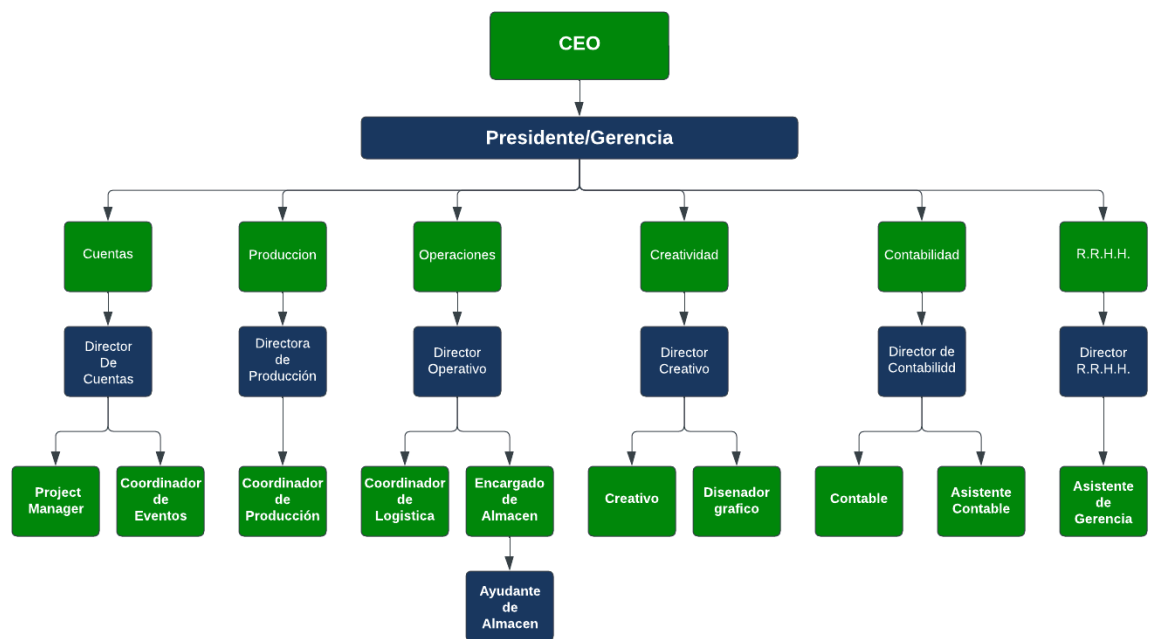 CEO
Presidente/Gerencia
Cuentas
Produccion
Operaciones
Creatividad
Contabilidad
R.R.H.H.
Director
De
Cuentas
Directora
de
Producción
Director
Operativo
Director
Creativo
Director de
Contabilidd
Director
R.R.H.H.
Project
Manager
Coordinador
de
Eventos
Coordinador
de
Producción
Coordinador
de
Logistica
Encargado
de
Almacen
Creativo
Disenador
grafico
Contable
Asistente
Contable
Asistente
de
Gerencia
Ayudante
de
Almacen